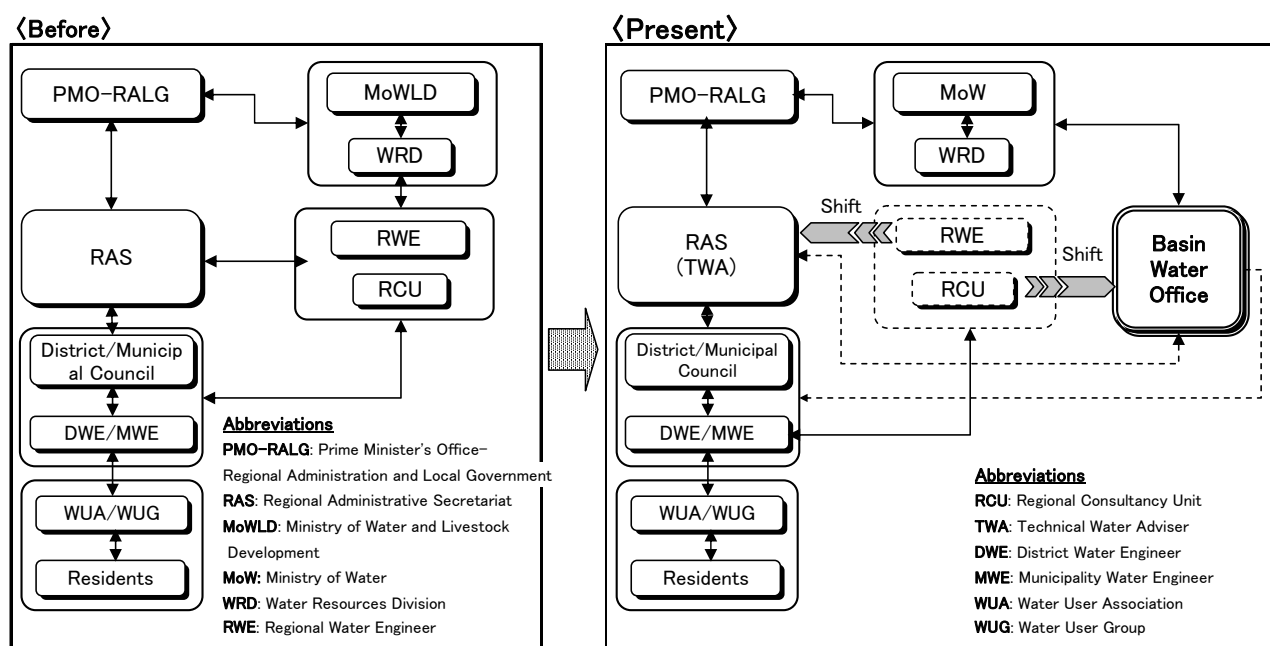 〈Before〉
PMO-RALG
MoWLD
WRD
RAS
RWE
RCU
District/Municip
al Council
DWE/MWE
WUA/WUG
Residents
Abbreviations
PMO-RALG: Prime Minister's Office-
Regional Administration and Local Government
RAS: Regional Administrative Secretariat
MoWLD: Ministry of Water and Livestock
Development
MoW: Ministry of Water
WRD: Water Resources Division
RWE: Regional Water Engineer
〈Present〉
PMO-RALG
MoW
WRD
RAS
(TWA)
Shift
RWE
RCU
Shift
Basin
Water
Office
District/Municipal
Council
DWE/MWE
WUA/WUG
Residents
Abbreviations
RCU: Regional Consultancy Unit
TWA: Technical Water Adviser
DWE: District Water Engineer
MWE: Municipality Water Engineer
WUA: Water User Association
WUG: Water User Group